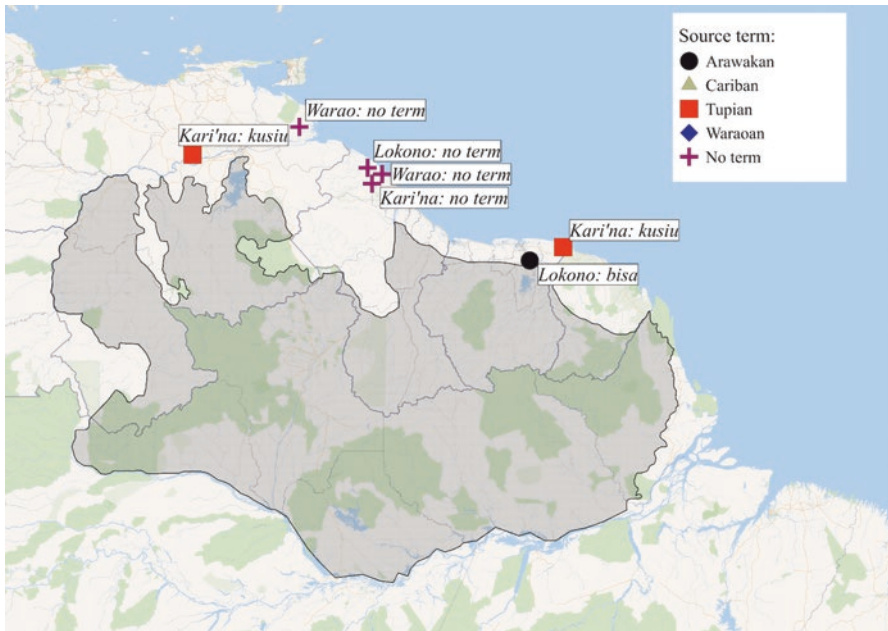 Source term:
Arawakan
Cariban
Tupian
Waraoan
No term
Warao: no term
Kari'na: kusiu
Lokono: no term
Warao: no term
Kari'na: no term
Kari'na: kusiu
Lokono: bisa